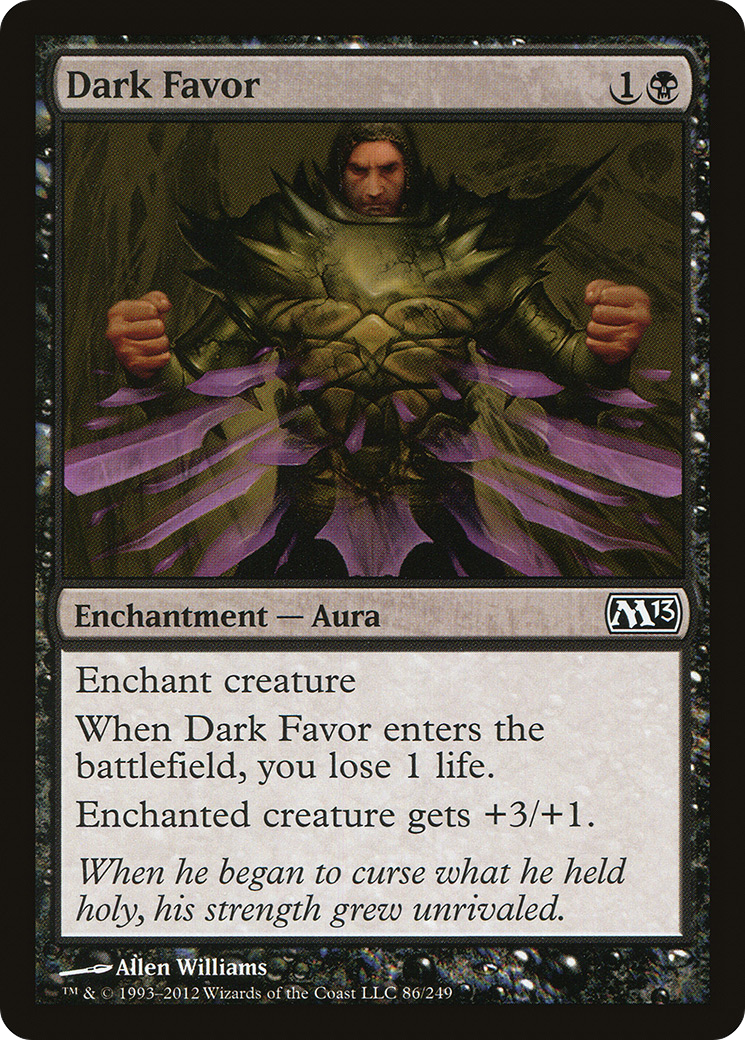 Dark Favor 1
Enchantment — Aura M13
Enchant creature
When Dark Favor enters the
battlefield, you lose 1 life.
Enchanted creature gets +3/+1.
When he began to curse what he held
holy, his strength grew unrivaled.
Allen Williams
™ & © 1993–2012 Wizards of the Coast LLC 86/249